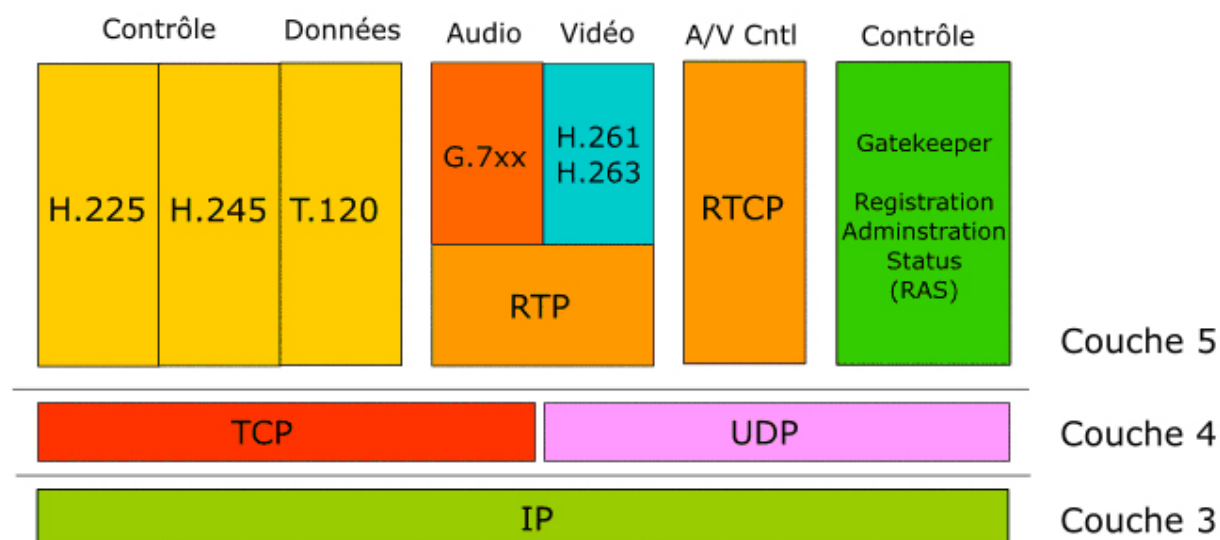 Contrôle Données Audio Vidéo A/V Cntl Contrôle
H.225 H.245 T.120
G.7xx
H.261
H.263
RTP
RTCP
Gatekeeper
Registration
Adminstration
Status
(RAS)
Couche 5
TCP UDP Couche 4
IP Couche 3